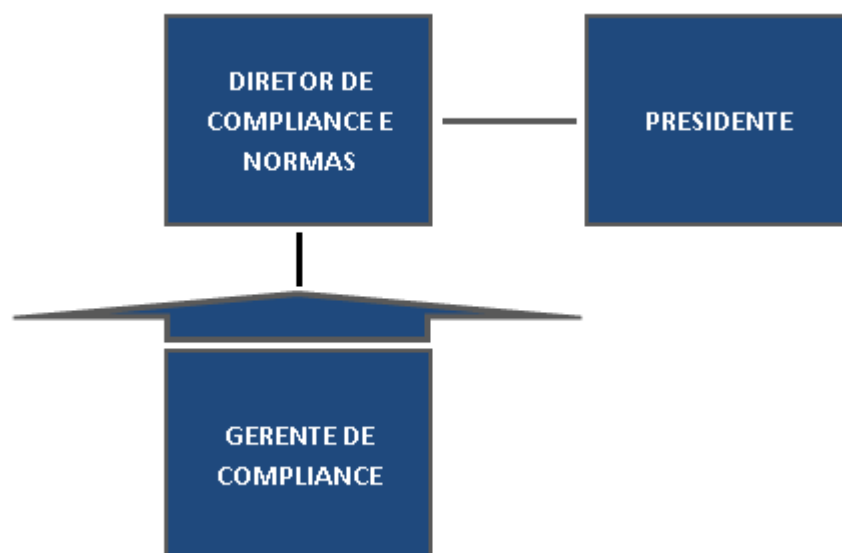 DIRETOR DE
COMPLIANCE E
NORMAS
PRESIDENTE
GERENTE DE
COMPLIANCE